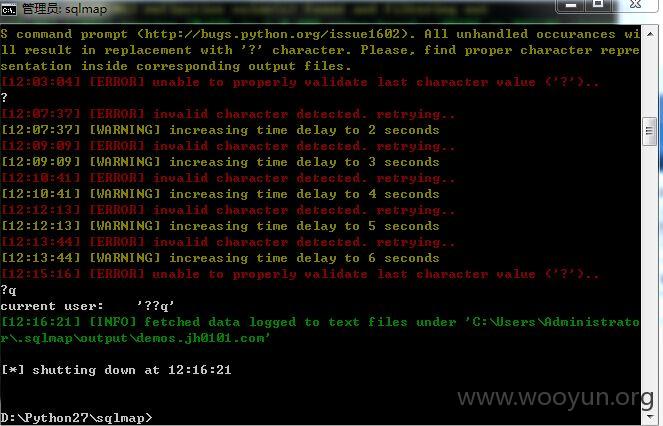 管理员: sqlmap
S command prompt (http://bugs.python.org/issue1602). All unhandled occurances wi
ll result in replacement with '?' character. Please, find proper character repre
sentation inside corresponding output files.
[12:03:04] [ERROR] unable to properly validate last character value ('?')..
?
[12:07:37] [ERROR] invalid character detected. retrying..
[12:07:37] [WARNING] increasing time delay to 2 seconds
[12:09:09] [ERROR] invalid character detected. retrying..
[12:09:09] [WARNING] increasing time delay to 3 seconds
[12:10:41] [ERROR] invalid character detected. retrying..
[12:10:41] [WARNING] increasing time delay to 4 seconds
[12:12:13] [ERROR] invalid character detected. retrying..
[12:12:13] [WARNING] increasing time delay to 5 seconds
[12:13:44] [ERROR] invalid character detected. retrying..
[12:13:44] [WARNING] increasing time delay to 6 seconds
[12:15:16] [ERROR] unable to properly validate last character value ('?')..
?q
current user:    '??q'
[12:16:21] [INFO] fetched data logged to text files under 'C:\Users\Administrato
r\.sqlmap\output\demos.jh0101.com'
[*] shutting down at 12:16:21
www.wooyun.org
D:\Python27\sqlmap>